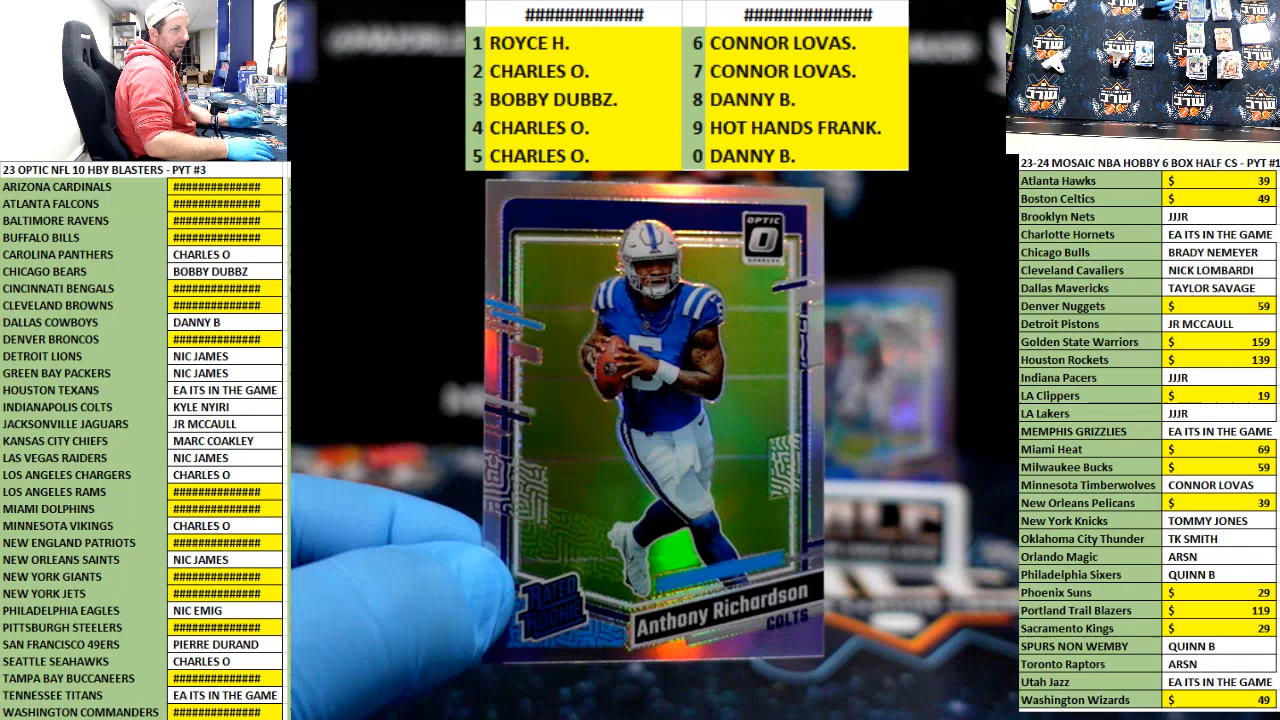 ############ #############
1 ROYCE H. 6 CONNOR LOVAS.
2 CHARLES O. 7 CONNOR LOVAS.
3 BOBBY DUBBZ. 8 DANNY B.
4 CHARLES O. 9 HOT HANDS FRANK.
5 CHARLES O. 0 DANNY B.
23 OPTIC NFL 10 HBY BLASTERS - PYT #3
ARIZONA CARDINALS ##############
ATLANTA FALCONS ##############
BALTIMORE RAVENS ##############
BUFFALO BILLS ##############
CAROLINA PANTHERS CHARLES O
CHICAGO BEARS BOBBY DUBBZ
CINCINNATI BENGALS ##############
CLEVELAND BROWNS ##############
DALLAS COWBOYS DANNY B
DENVER BRONCOS ##############
DETROIT LIONS NIC JAMES
GREEN BAY PACKERS NIC JAMES
HOUSTON TEXANS EA ITS IN THE GAME
INDIANAPOLIS COLTS KYLE NYIRI
JACKSONVILLE JAGUARS JR MCCAULL
KANSAS CITY CHIEFS MARC COAKLEY
LAS VEGAS RAIDERS NIC JAMES
LOS ANGELES CHARGERS CHARLES O
LOS ANGELES RAMS ##############
MIAMI DOLPHINS ##############
MINNESOTA VIKINGS CHARLES O
NEW ENGLAND PATRIOTS ##############
NEW ORLEANS SAINTS NIC JAMES
NEW YORK GIANTS ##############
NEW YORK JETS ##############
PHILADELPHIA EAGLES NIC EMIG
PITTSBURGH STEELERS ##############
SAN FRANCISCO 49ERS PIERRE DURAND
SEATTLE SEAHAWKS CHARLES O
TAMPA BAY BUCCANEERS ##############
TENNESSEE TITANS EA ITS IN THE GAME
WASHINGTON COMMANDERS ##############
OPTIC
5
RATED
ROOKIE
Anthony Richardson
COLTS
23-24 MOSAIC NBA HOBBY 6 BOX HALF CS - PYT #1
Atlanta Hawks $ 39
Boston Celtics $ 49
Brooklyn Nets JJJR
Charlotte Hornets EA ITS IN THE GAME
Chicago Bulls BRADY NEMEYER
Cleveland Cavaliers NICK LOMBARDI
Dallas Mavericks TAYLOR SAVAGE
Denver Nuggets $ 59
Detroit Pistons JR MCCAULL
Golden State Warriors $ 159
Houston Rockets $ 139
Indiana Pacers JJJR
LA Clippers $ 19
LA Lakers JJJR
MEMPHIS GRIZZLIES EA ITS IN THE GAME
Miami Heat $ 69
Milwaukee Bucks $ 59
Minnesota Timberwolves CONNOR LOVAS
New Orleans Pelicans $ 39
New York Knicks TOMMY JONES
Oklahoma City Thunder TK SMITH
Orlando Magic ARSN
Philadelphia Sixers QUINN B
Phoenix Suns $ 29
Portland Trail Blazers $ 119
Sacramento Kings $ 29
SPURS NON WEMBY QUINN B
Toronto Raptors ARSN
Utah Jazz EA ITS IN THE GAME
Washington Wizards $ 49